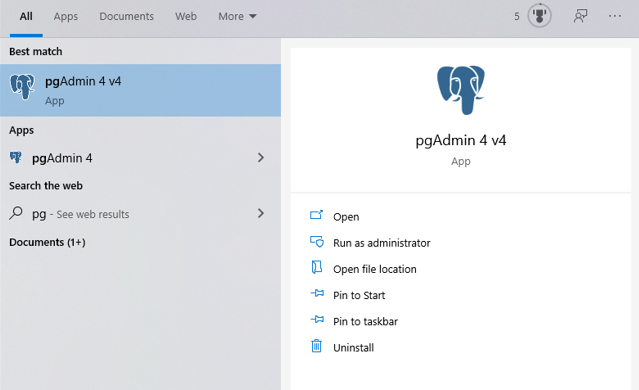 All Apps Documents Web More 5 ...
Best match
pgAdmin 4 v4
App
Apps
pgAdmin 4
Search the web
pg - See web results
Documents (1+)
pgAdmin 4 v4
App
Open
Run as administrator
Open file location
Pin to Start
Pin to taskbar
Uninstall